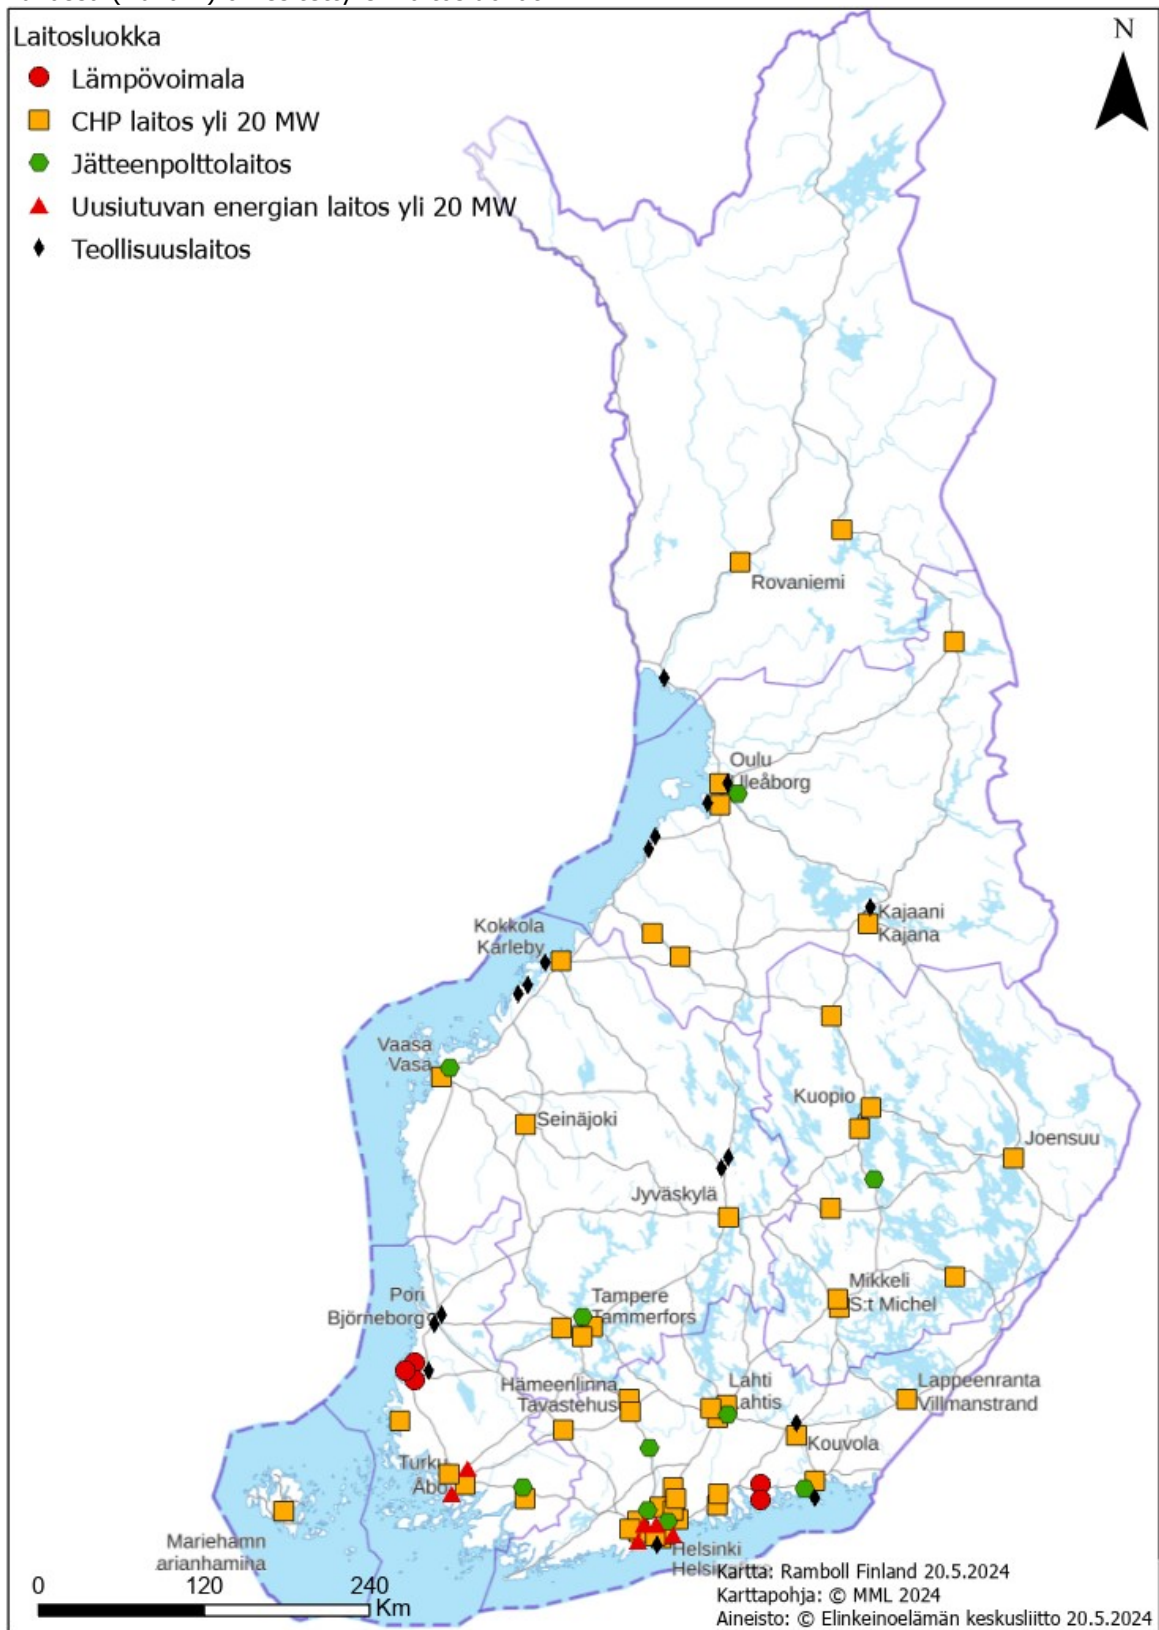 Laitosluokka
Lämpövoimala
CHP laitos yli 20 MW
Jätteenpolttolaitos
Uusiutuvan energian laitos yli 20 MW
Teollisuuslaitos
N
Rovaniemi
Oulu
Uleåborg
Kajaani
Kajana
Kokkola
Karleby
Vaasa
Vasa
Seinäjoki
Kuopio
Joensuu
Jyväskylä
Mikkeli
S:t Michel
Pori
Björneborg
Tampere
Tammerfors
Hämeenlinna
Tavastehus
Lahti
Lahtis
Lappeenranta
Villmanstrand
Kouvola
Turku
Åbo
Mariehamn
arianhamina
Helsinki
Kartta: Ramboll Finland 20.5.2024
Karttapohja: © MML 2024
Aineisto: © Elinkeinoelämän keskusliitto 20.5.2024
0 120 240
Km